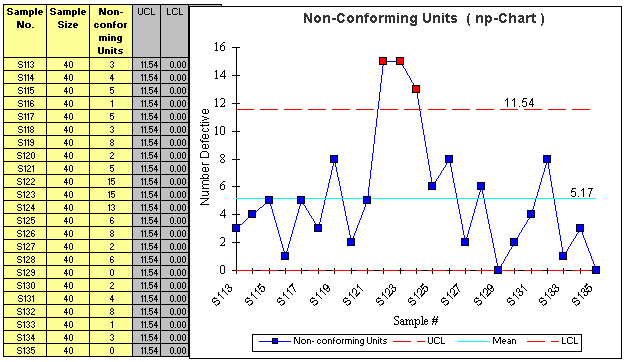 Sample No. Sample Size Non-confor ming Units UCL LCL
S113 40 3 11.54 0.00
S114 40 4 11.54 0.00
S115 40 5 11.54 0.00
S116 40 1 11.54 0.00
S117 40 5 11.54 0.00
S118 40 3 11.54 0.00
S119 40 8 11.54 0.00
S120 40 2 11.54 0.00
S121 40 5 11.54 0.00
S122 40 15 11.54 0.00
S123 40 15 11.54 0.00
S124 40 13 11.54 0.00
S125 40 6 11.54 0.00
S126 40 8 11.54 0.00
S127 40 2 11.54 0.00
S128 40 6 11.54 0.00
S129 40 0 11.54 0.00
S130 40 2 11.54 0.00
S131 40 4 11.54 0.00
S132 40 8 11.54 0.00
S133 40 1 11.54 0.00
S134 40 3 11.54 0.00
S135 40 0 11.54 0.00
Non-Conforming Units ( np-Chart )
Number Defective
16
14
12
10
8
6
4
2
0
11.54
5.17
S113 S115 S117 S119 S121 S123 S125 S127 S129 S131 S133 S135
Sample #
Non- conforming Units UCL Mean LCL